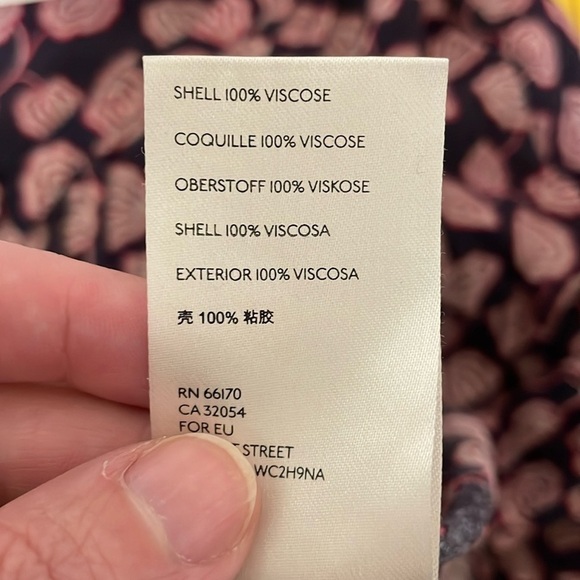 SHELL 100% VISCOSE
COQUILLE 100% VISCOSE
OBERSTOFF 100% VISKOSE
SHELL 100% VISCOSA
EXTERIOR 100% VISCOSA
壳 100% 粘胶
RN 66170
CA 32054
FOR EU
STREET
WC2H9NA